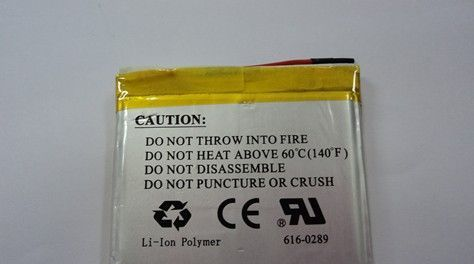 CAUTION:
DO NOT THROW INTO FIRE
DO NOT HEAT ABOVE 60°C(140°F)
DO NOT DISASSEMBLE
DO NOT PUNCTURE OR CRUSH
CE ® RU
Li-Ion Polymer 616-0289